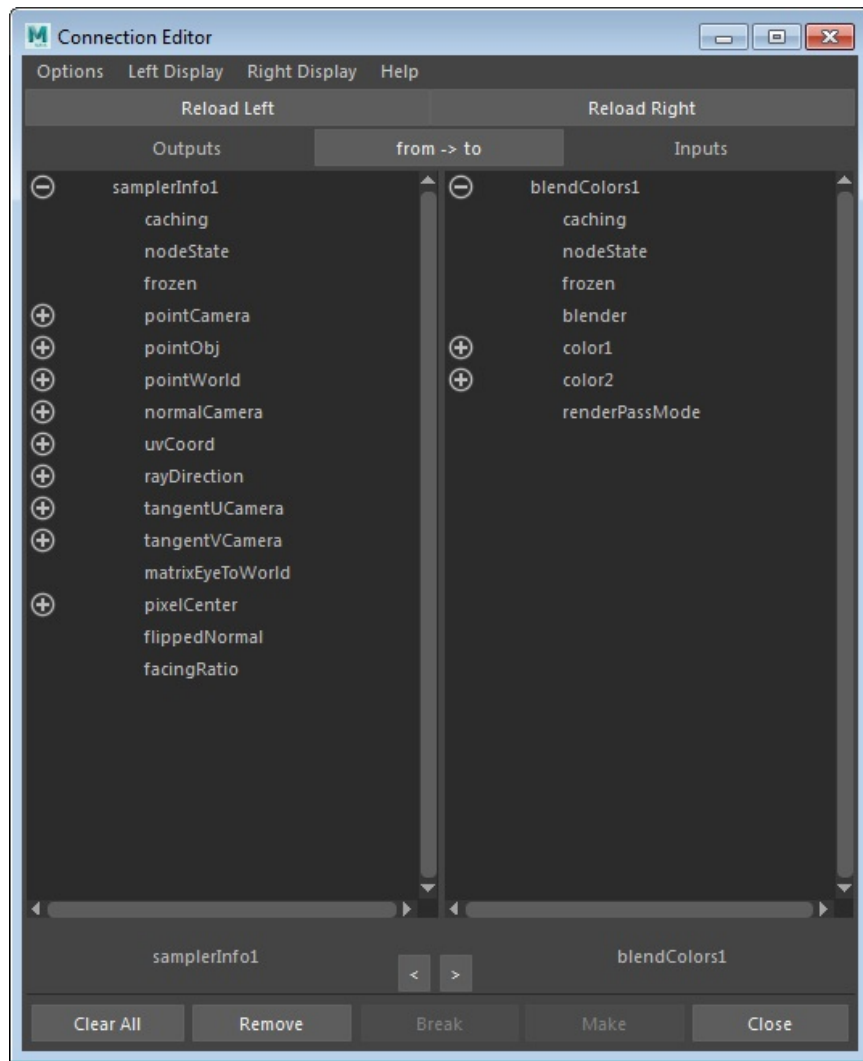 Connection Editor
Options Left Display Right Display Help
Reload Left Reload Right
Outputs from -> to Inputs
samplerInfo1
caching
nodeState
frozen
pointCamera
pointObj
pointWorld
normalCamera
uvCoord
rayDirection
tangentUCamera
tangentVCamera
matrixEyeToWorld
pixelCenter
flippedNormal
facingRatio
blendColors1
caching
nodeState
frozen
blender
color1
color2
renderPassMode
samplerInfo1 < > blendColors1
Clear All Remove Break Make Close